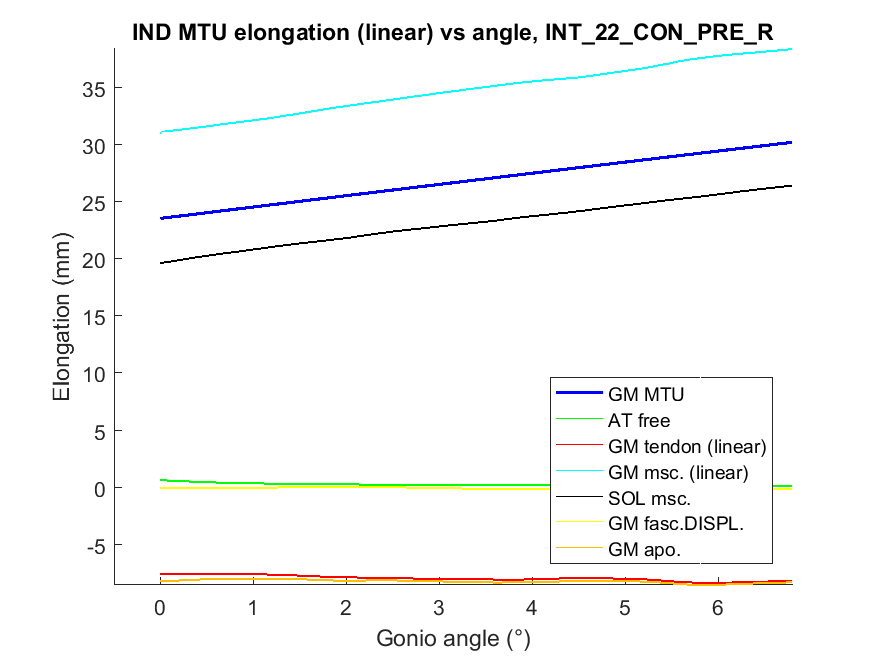 IND MTU elongation (linear) vs angle, INT_22_CON_PRE_R
35
30
25
20
15
10
5
0
-5
Elongation (mm)
GM MTU
AT free
GM tendon (linear)
GM msc. (linear)
SOL msc.
GM fasc.DISPL.
GM apo.
0 1 2 3 4 5 6
Gonio angle (°)